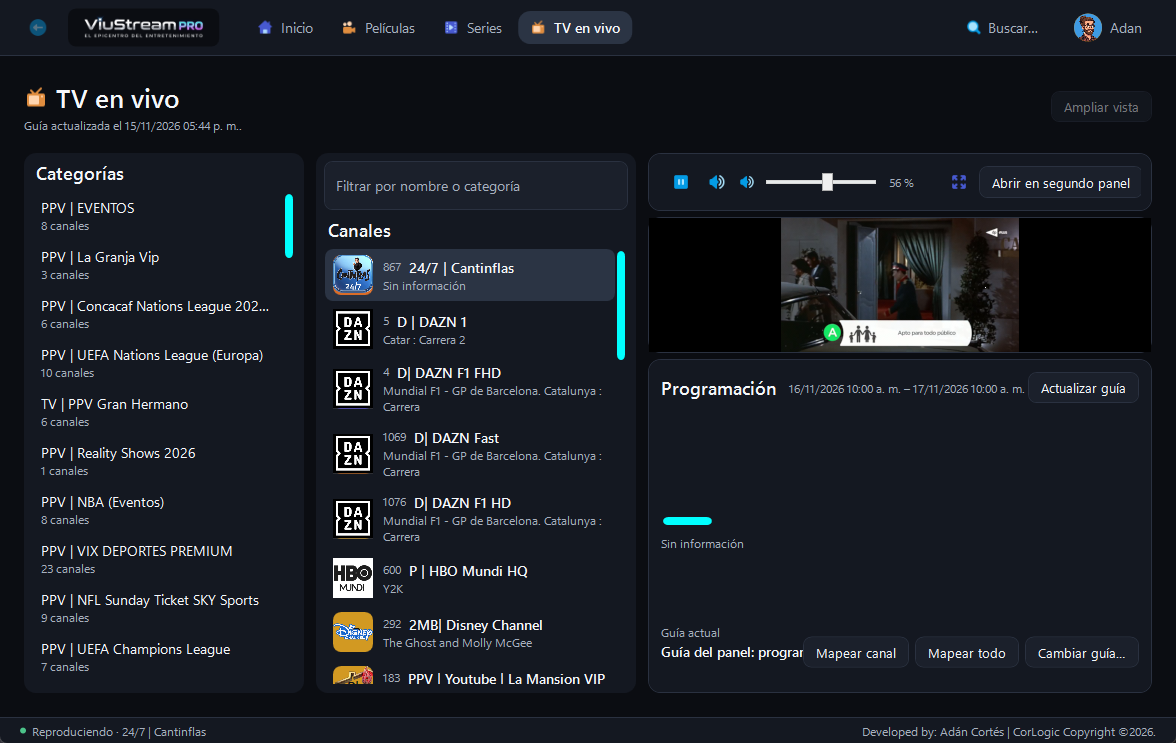 ViuStream PRO
EL EPICENTRO DEL ENTRETENIMIENTO
Inicio
Películas
Series
TV en vivo
Buscar...
Adan
TV en vivo
Guía actualizada el 15/11/2026 05:44 p. m..
Ampliar vista
Categorías
PPV | EVENTOS
8 canales
PPV | La Granja Vip
3 canales
PPV | Concacaf Nations League 202...
6 canales
PPV | UEFA Nations League (Europa)
10 canales
TV | PPV Gran Hermano
6 canales
PPV | Reality Shows 2026
1 canales
PPV | NBA (Eventos)
8 canales
PPV | VIX DEPORTES PREMIUM
23 canales
PPV | NFL Sunday Ticket SKY Sports
9 canales
PPV | UEFA Champions League
7 canales
Filtrar por nombre o categoría
Canales
Cantinflas
24/7
867 24/7 | Cantinflas
Sin información
DAZN
5 D | DAZN 1
Catar : Carrera 2
DAZN
4 D| DAZN F1 FHD
Mundial F1 - GP de Barcelona. Catalunya :
Carrera
DAZN
1069 D| DAZN Fast
Mundial F1 - GP de Barcelona. Catalunya :
Carrera
DAZN
1076 D| DAZN F1 HD
Mundial F1 - GP de Barcelona. Catalunya :
Carrera
HBO
MUNDI
600 P | HBO Mundi HQ
Y2K
Disney
CHANNEL
292 2MB| Disney Channel
The Ghost and Molly McGee
183 PPV | Youtube | La Mansion VIP
56 %
Abrir en segundo panel
A
Apto para todo público
Programación
16/11/2026 10:00 a. m. – 17/11/2026 10:00 a. m.
Actualizar guía
Sin información
Guía actual
Guía del panel: program
Mapear canal
Mapear todo
Cambiar guía...
Reproduciendo · 24/7 | Cantinflas
Developed by: Adán Cortés | CorLogic Copyright ©2026.